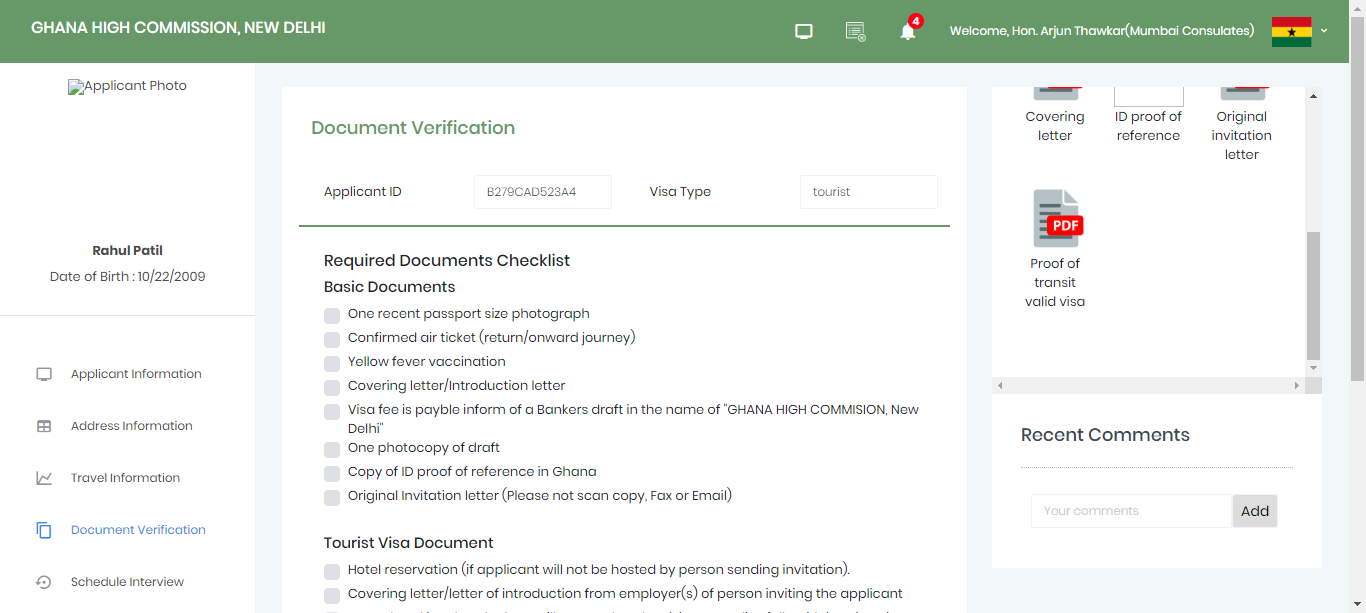 GHANA HIGH COMMISSION, NEW DELHI
4
Welcome, Hon. Arjun Thawkar(Mumbai Consulates)
Applicant Photo
Rahul Patil
Date of Birth : 10/22/2009
Applicant Information
Address Information
Travel Information
Document Verification
Schedule Interview
Document Verification
Applicant ID
B279CAD523A4
Visa Type
tourist
Required Documents Checklist
Basic Documents
One recent passport size photograph
Confirmed air ticket (return/onward journey)
Yellow fever vaccination
Covering letter/Introduction letter
Visa fee is payble inform of a Bankers draft in the name of "GHANA HIGH COMMISION, New
Delhi"
One photocopy of draft
Copy of ID proof of reference in Ghana
Original Invitation letter (Please not scan copy, Fax or Email)
Tourist Visa Document
Hotel reservation (if applicant will not be hosted by person sending invitation).
Covering letter/letter of introduction from employer(s) of person inviting the applicant
Covering
letter
ID proof of
reference
Original
invitation
letter
PDF
Proof of
transit
valid visa
Recent Comments
Your comments
Add